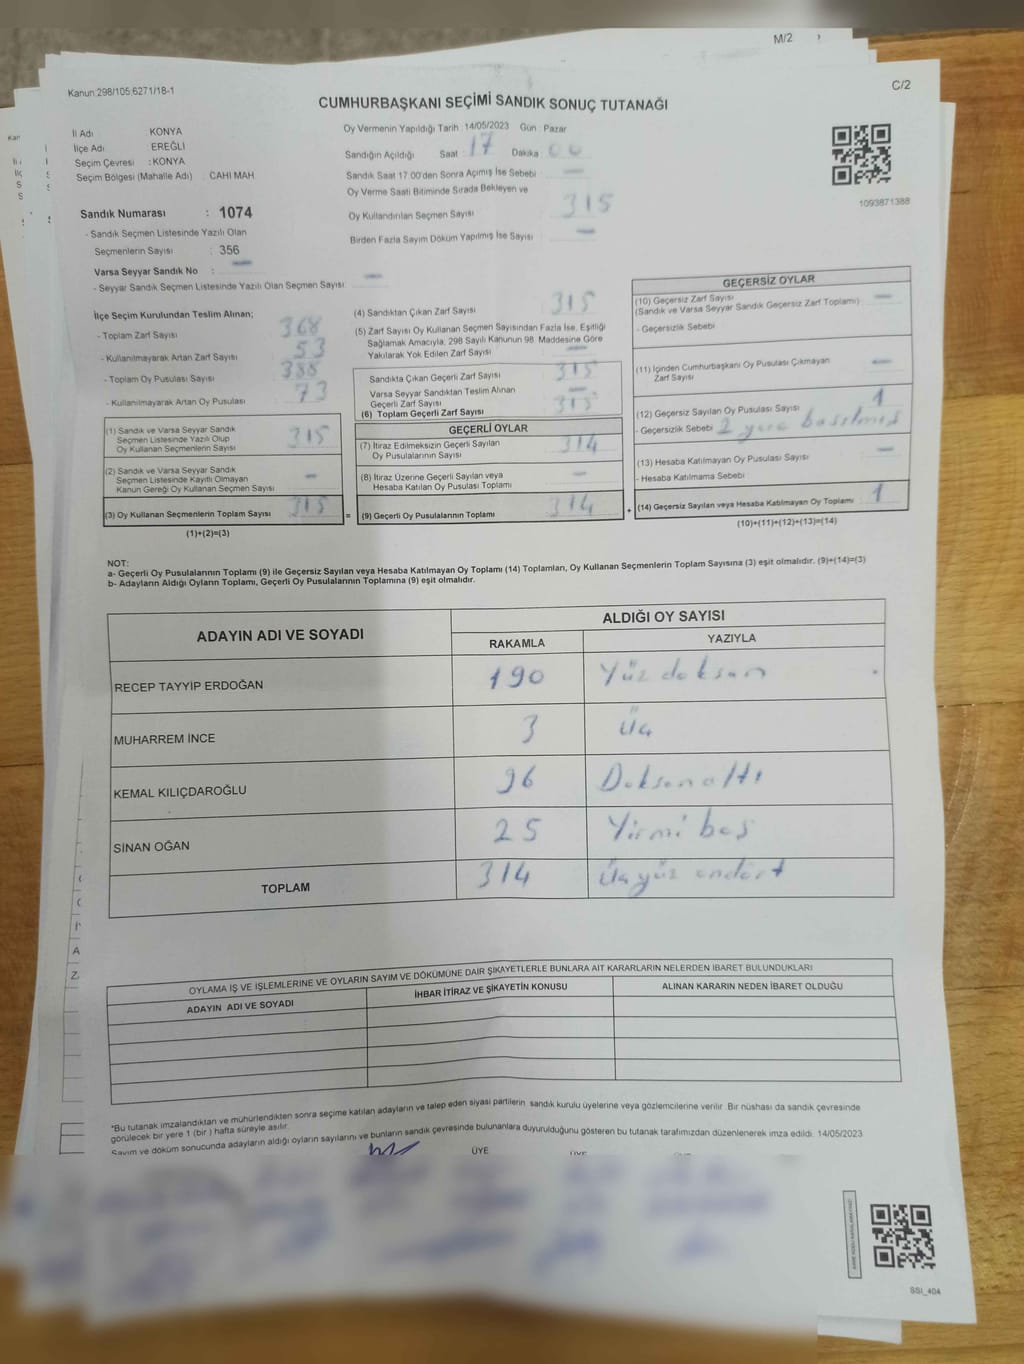 M/2
Kanun:298/105.6271/18-1
C/2
CUMHURBAŞKANI SEÇİMİ SANDIK SONUÇ TUTANAĞI
İl Adı KONYA
İlçe Adı : EREĞLİ
Seçim Çevresi : KONYA
Seçim Bölgesi (Mahalle Adı) : CAHİ MAH
Sandık Numarası : 1074
- Sandık Seçmen Listesinde Yazılı Olan
Seçmenlerin Sayısı : 356
Varsa Seyyar Sandık No : -
- Seyyar Sandık Seçmen Listesinde Yazılı Olan Seçmen Sayısı: -
Oy Vermenin Yapıldığı Tarih :14/05/2023 Gün : Pazar
Sandığın Açıldığı Saat : 17 Dakika : 00
Sandık Saat 17:00'den Sonra Açımış İse Sebebi -
Oy Verme Saati Bitiminde Sırada Bekleyen ve
Oy Kullandırılan Seçmen Sayısı 315
Birden Fazla Sayım Döküm Yapılmış İse Sayısı -
1093871388
İlçe Seçim Kurulundan Teslim Alınan;
- Toplam Zarf Sayısı 368
- Kullanılmayarak Artan Zarf Sayısı 53
- Toplam Oy Pusulası Sayısı 388
- Kullanılmayarak Artan Oy Pusulası 73
(1) Sandık ve Varsa Seyyar Sandık
Seçmen Listesinde Yazılı Olup
Oy Kullanan Seçmenlerin Sayısı 315
(2) Sandık ve Varsa Seyyar Sandık
Seçmen Listesinde Kayıtlı Olmayan
Kanun Gereği Oy Kullanan Seçmen Sayısı -
(3) Oy Kullanan Seçmenlerin Toplam Sayısı 315
(1)+(2)=(3)
(4) Sandıktan Çıkan Zarf Sayısı 315
(5) Zarf Sayısı Oy Kullanan Seçmen Sayısından Fazla İse, Eşitliği
Sağlamak Amacıyla, 298 Sayılı Kanunun 98. Maddesine Göre
Yakılarak Yok Edilen Zarf Sayısı -
Sandıkta Çıkan Geçerli Zarf Sayısı 315
Varsa Seyyar Sandıktan Teslim Alınan
Geçerli Zarf Sayısı -
(6) Toplam Geçerli Zarf Sayısı 315
GEÇERLİ OYLAR
(7) İtiraz Edilmeksizin Geçerli Sayılan
Oy Pusulalarının Sayısı 314
(8) İtiraz Üzerine Geçerli Sayılan veya
Hesaba Katılan Oy Pusulası Toplamı -
= (9) Geçerli Oy Pusulalarının Toplamı 314
GEÇERSİZ OYLAR
(10) Geçersiz Zarf Sayısı
(Sandık ve Varsa Seyyar Sandık Geçersiz Zarf Toplamı) -
- Geçersizlik Sebebi
(11) İçinden Cumhurbaşkanı Oy Pusulası Çıkmayan
Zarf Sayısı -
(12) Geçersiz Sayılan Oy Pusulası Sayısı 1
- Geçersizlik Sebebi 2 yere basılmış
(13) Hesaba Katılmayan Oy Pusulası Sayısı -
- Hesaba Katılmama Sebebi
+ (14) Geçersiz Sayılan veya Hesaba Katılmayan Oy Toplamı 1
(10)+(11)+(12)+(13)=(14)
NOT:
a- Geçerli Oy Pusulalarının Toplamı (9) ile Geçersiz Sayılan veya Hesaba Katılmayan Oy Toplamı (14) Toplamları, Oy Kullanan Seçmenlerin Toplam Sayısına (3) eşit olmalıdır. (9)+(14)=(3)
b- Adayların Aldığı Oyların Toplamı, Geçerli Oy Pusulalarının Toplamına (9) eşit olmalıdır.
ADAYIN ADI VE SOYADI ALDIĞI OY SAYISI
RAKAMLA YAZIYLA
RECEP TAYYİP ERDOĞAN 190 Yüz doksan
MUHARREM İNCE 3 Üç
KEMAL KILIÇDAROĞLU 96 Doksan altı
SİNAN OĞAN 25 Yirmi beş
TOPLAM 314 Üçyüz ondört
OYLAMA İŞ VE İŞLEMLERİNE VE OYLARIN SAYIM VE DÖKÜMÜNE DAİR ŞİKAYETLERLE BUNLARA AİT KARARLARIN NELERDEN İBARET BULUNDUKLARI
ADAYIN ADI VE SOYADI İHBAR İTİRAZ VE ŞİKAYETİN KONUSU ALINAN KARARIN NEDEN İBARET OLDUĞU
*Bu tutanak imzalandıktan ve mühürlendikten sonra seçime katılan adayların ve talep eden siyasi partilerin sandık kurulu üyelerine veya gözlemcilerine verilir. Bir nüshası da sandık çevresinde
görülecek bir yere 1 (bir) hafta süreyle asılır.
Sayım ve döküm sonucunda adayların aldığı oyların sayılarını ve bunların sandık çevresinde bulunanlara duyurulduğunu gösteren bu tutanak tarafımızdan düzenlenerek imza edildi. 14/05/2023
ÜYE
SSİ_404